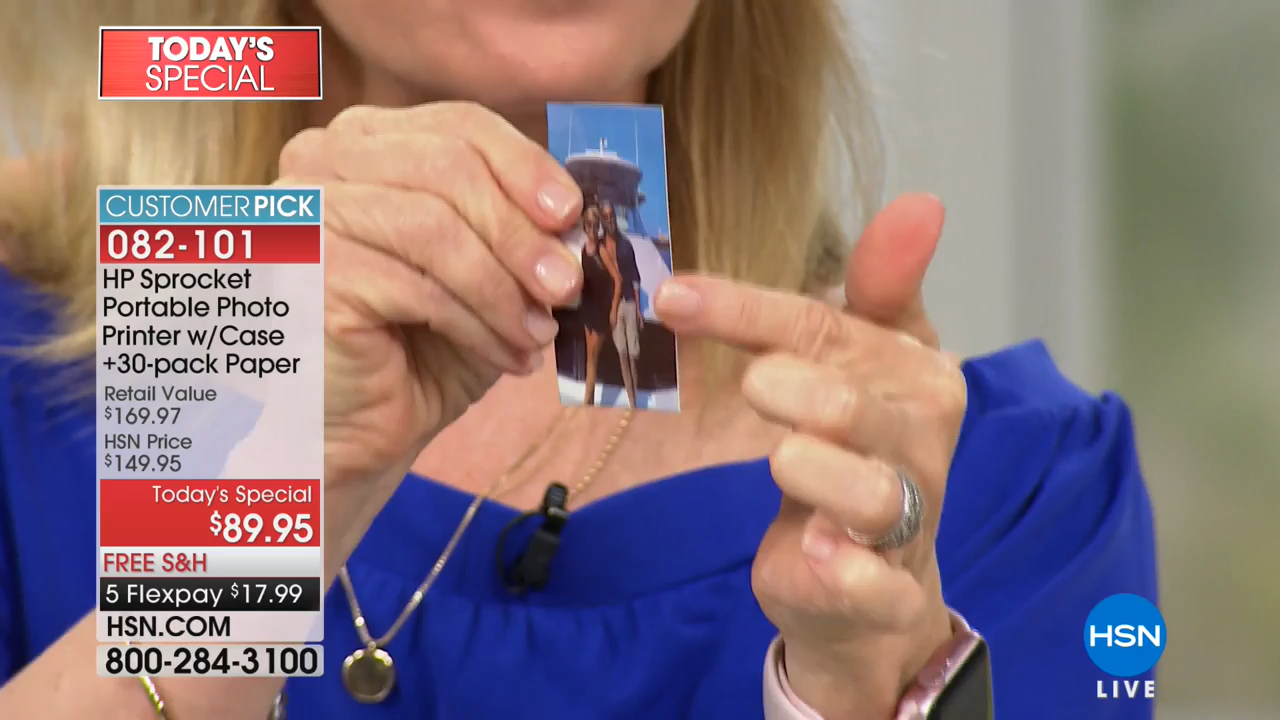 TODAY'S
SPECIAL
CUSTOMER PICK
082-101
HP Sprocket
Portable Photo
Printer w/Case
+30-pack Paper
Retail Value
$169.97
HSN Price
$149.95
Today's Special
$89.95
FREE S&H
5 Flexpay $17.99
HSN.COM
800-284-3100
HSN
LIVE